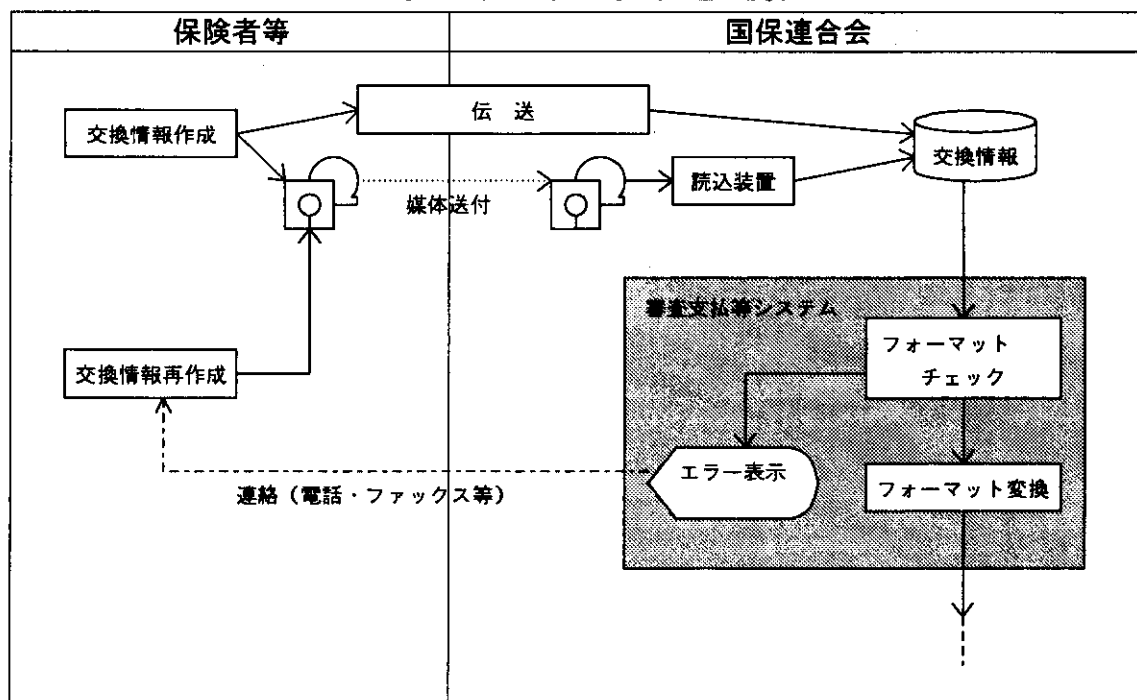 保険者等
国保連合会
伝 送
交換情報作成
交換情報
読込装置
媒体送付
審査支払等システム
フォーマット
チェック
交換情報再作成
エラー表示
フォーマット変換
連絡（電話・ファックス等）